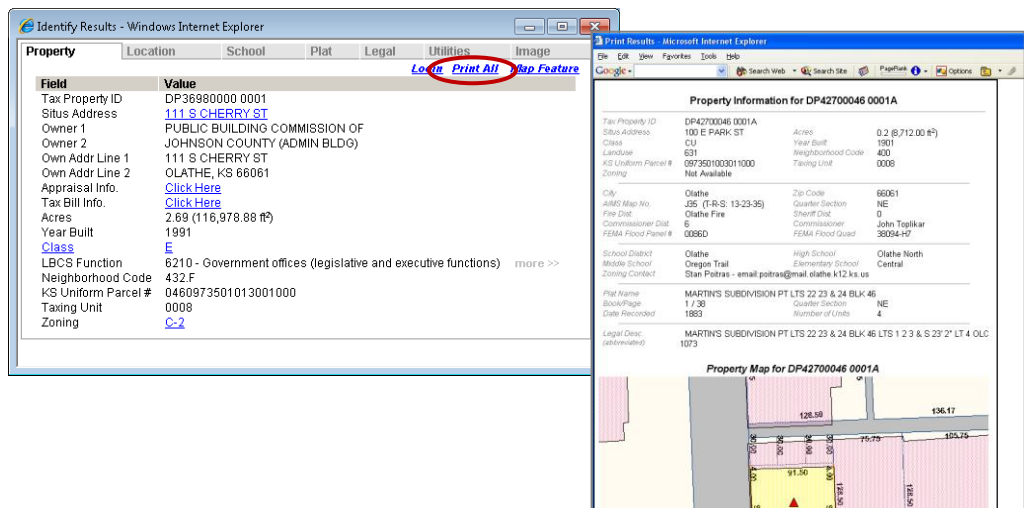 Identify Results - Windows Internet Explorer
Property Location School Plat Legal Utilities Image
Login Print All Map Feature
Field Value
Tax Property ID DP36980000 0001
Situs Address 111 S CHERRY ST
Owner 1 PUBLIC BUILDING COMMISSION OF
Owner 2 JOHNSON COUNTY (ADMIN BLDG)
Own Addr Line 1 111 S CHERRY ST
Own Addr Line 2 OLATHE, KS 66061
Appraisal Info. Click Here
Tax Bill Info. Click Here
Acres 2.69 (116,978.88 ft²)
Year Built 1991
Class E
LBCS Function 6210 - Government offices (legislative and executive functions) more >>
Neighborhood Code 432.F
KS Uniform Parcel # 0460973501013001000
Taxing Unit 0008
Zoning C-2
Print Results - Microsoft Internet Explorer
File Edit View Favorites Tools Help
Google Search Web Search Site PageRank Options
Property Information for DP42700046 0001A
Tax Property ID DP42700046 0001A
Situs Address 100 E PARK ST Acres 0.2 (8,712.00 ft²)
Class CU Year Built 1901
Landuse 631 Neighborhood Code 400
KS Uniform Parcel # 0973501003011000 Taxing Unit 0008
Zoning Not Available
City Olathe Zip Code 66061
AIMS Map No. J35 (T-R-S: 13-23-35) Quarter Section NE
Fire Dist. Olathe Fire Sheriff Dist. 0
Commissioner Dist. 6 Commissioner John Toplikar
FEMA Flood Panel # 0086D FEMA Flood Quad 38094-H7
School District Olathe High School Olathe North
Middle School Oregon Trail Elementary School Central
Zoning Contact Stan Poitras - email:poitras@mail.olathe.k12.ks.us
Plat Name MARTIN'S SUBDIVISION PT LTS 22 23 & 24 BLK 46
Book/Page 1 / 38 Quarter Section NE
Date Recorded 1883 Number of Units 4
Legal Desc. MARTIN'S SUBDIVISION PT LTS 22 23 & 24 BLK 46 LTS 1 2 3 & S 23' 2" LT 4 OLC
(abbreviated) 1073
Property Map for DP42700046 0001A
128.50 136.17
30.00 30.00 30.00 30.00 75.75 105.75
91.50
128.50 128.50